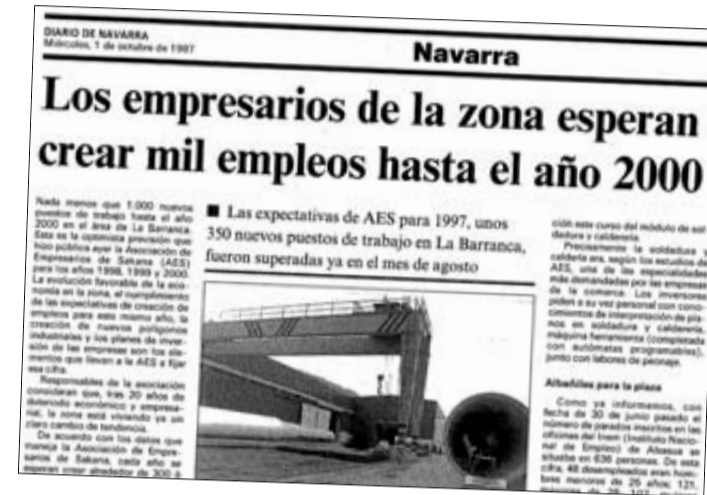 DIARIO DE NAVARRA
Miércoles, 1 de octubre de 1997
Navarra
Los empresarios de la zona esperan
crear mil empleos hasta el año 2000
Nada menos que 1.000 nuevos
puestos de trabajo hasta el año
2000 en el área de La Barranca.
Esta es la optimista previsión que
hizo pública ayer la Asociación de
Empresarios de Sakana (AES)
para los años 1998, 1999 y 2000.
La evolución favorable de la eco-
nomía en la zona, el cumplimiento
de las expectativas de creación de
empleos para este mismo año, la
creación de nuevos polígonos
industriales y los planes de inver-
sión de las empresas son los ele-
mentos que llevan a la AES a fijar
esa cifra.
Responsables de la asociación
consideran que, tras 20 años de
deterioro económico y empresa-
rial, la zona está viviendo ya un
claro cambio de tendencia.
De acuerdo con los datos que
maneja la Asociación de Empre-
sarios de Sakana, cada año se
esperan crear alrededor de 300 ó
■ Las expectativas de AES para 1997, unos
350 nuevos puestos de trabajo en La Barranca,
fueron superadas ya en el mes de agosto
ción este curso del módulo de sol-
dadura y calderería.
Precisamente la soldadura y
calderería era, según los estudios de
AES, una de las especialidades
más demandadas por las empresas
de la comarca. Los inversores
piden a su vez personal con cono-
cimientos de interpretación de pla-
nos en soldadura y calderería,
máquina herramienta (completada
con autómatas programables),
junto con labores de peonaje.
Albañiles para la plaza
Como ya informamos, con
fecha de 30 de junio pasado el
número de parados inscritos en las
oficinas del Inem (Instituto Nacio-
nal de Empleo) de Alsasua se
situaba en 636 personas. De esta
cifra, 48 desempleados eran hom-
bres menores de 25 años; 121,